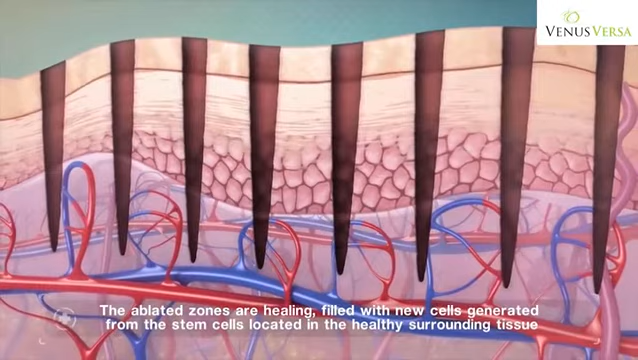 VENUS VERSA
The ablated zones are healing, filled with new cells generated
from the stem cells located in the healthy surrounding tissue